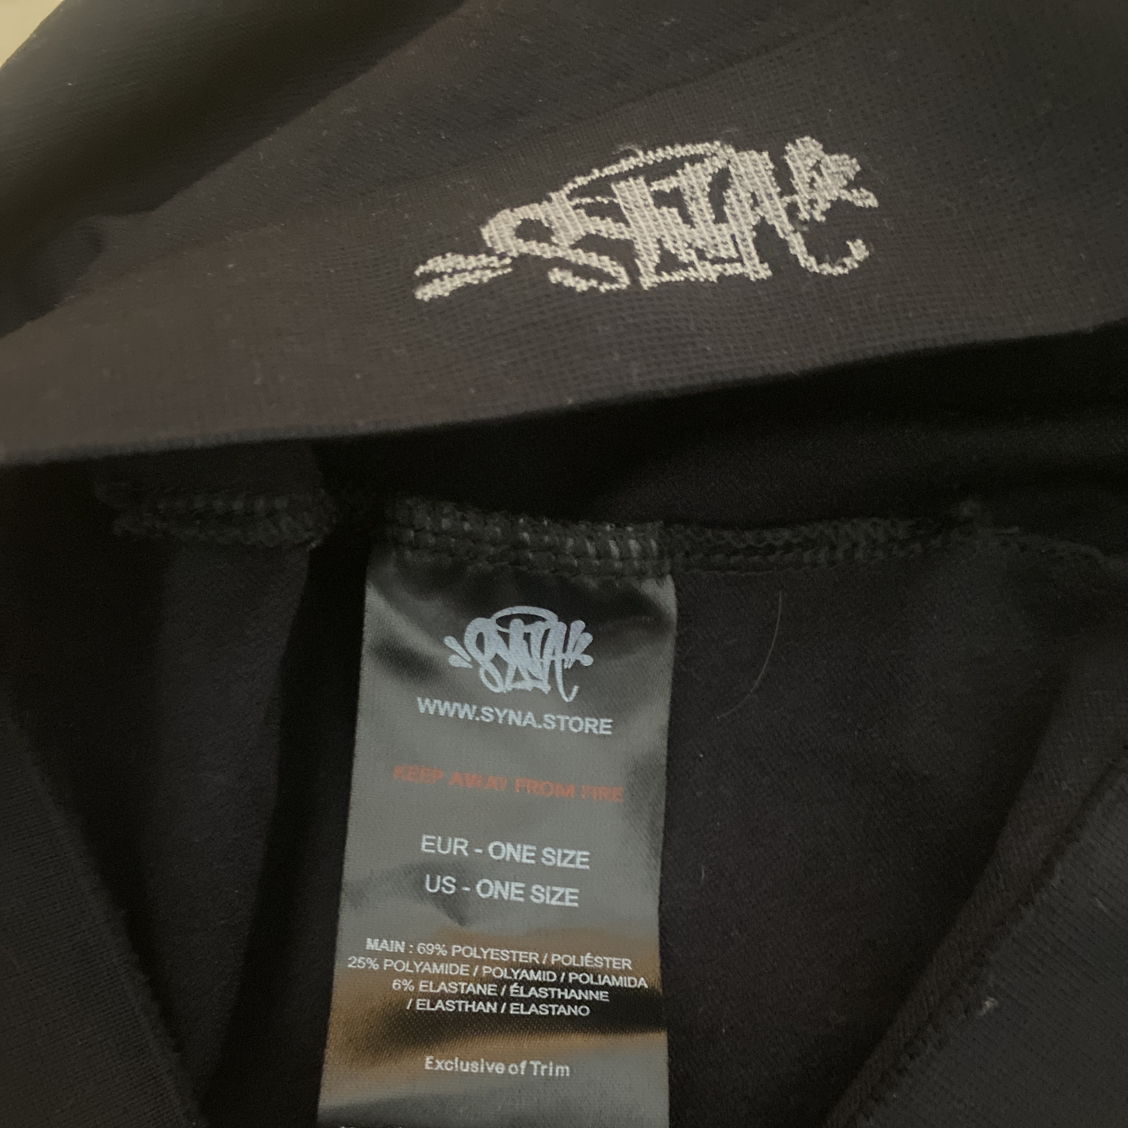 SYNA
SYNA
WWW.SYNA.STORE
KEEP AWAY FROM FIRE
EUR - ONE SIZE
US - ONE SIZE
MAIN : 69% POLYESTER / POLIÉSTER
25% POLYAMIDE / POLYAMID / POLIAMIDA
6% ELASTANE / ÉLASTHANNE
/ ELASTHAN / ELASTANO
Exclusive of Trim